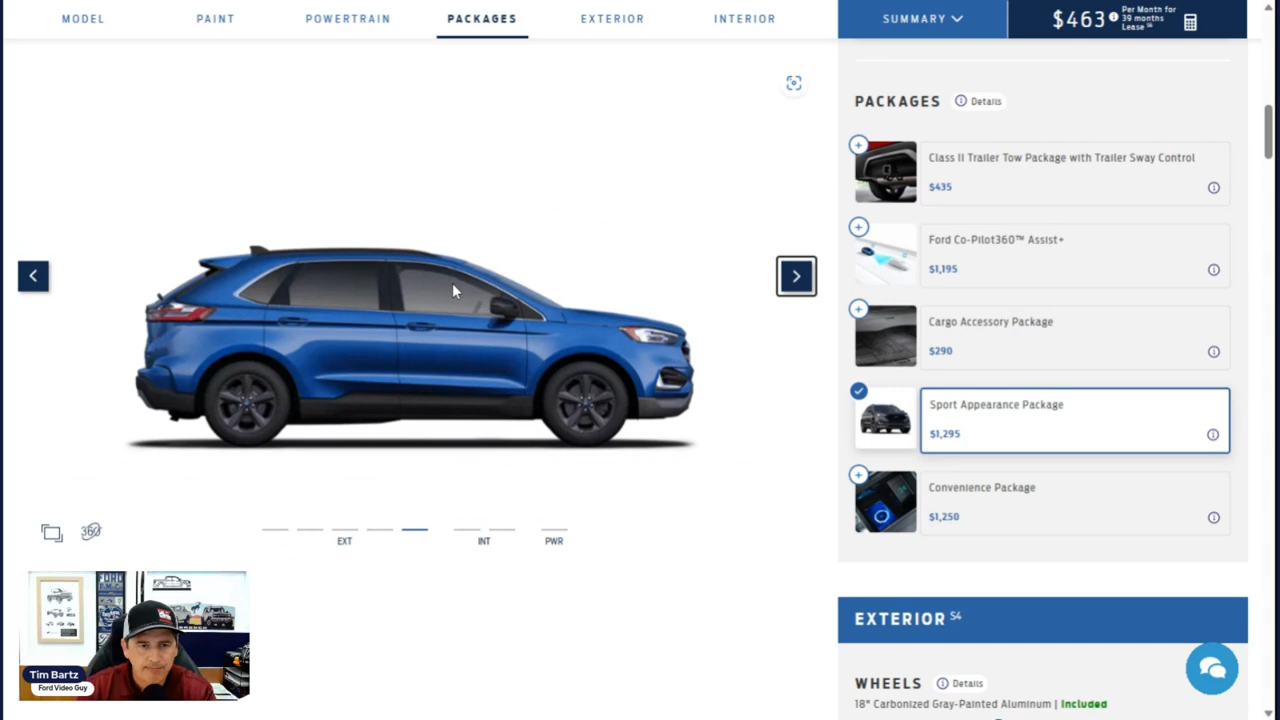 MODEL
PAINT
POWERTRAIN
PACKAGES
EXTERIOR
INTERIOR
SUMMARY
$463
Per Month for
39 months
Lease
PACKAGES
Details
Class II Trailer Tow Package with Trailer Sway Control
$435
Ford Co-Pilot360™ Assist+
$1,195
Cargo Accessory Package
$290
Sport Appearance Package
$1,295
Convenience Package
$1,250
360
EXT
INT
PWR
EXTERIOR S4
WHEELS
Details
18" Carbonized Gray-Painted Aluminum | Included
FORD
Tim Bartz
Ford Video Guy